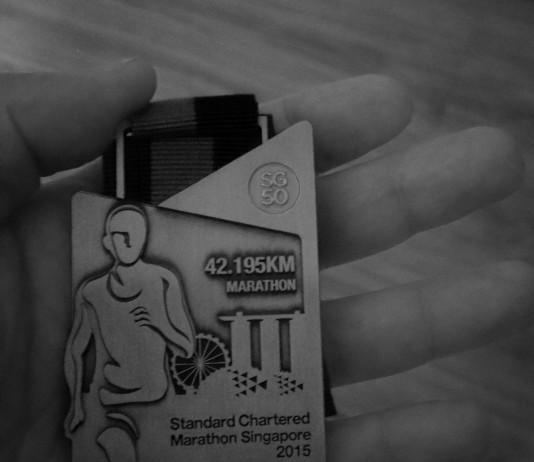 SG
50
42.195KM
MARATHON
Standard Chartered
Marathon Singapore
2015